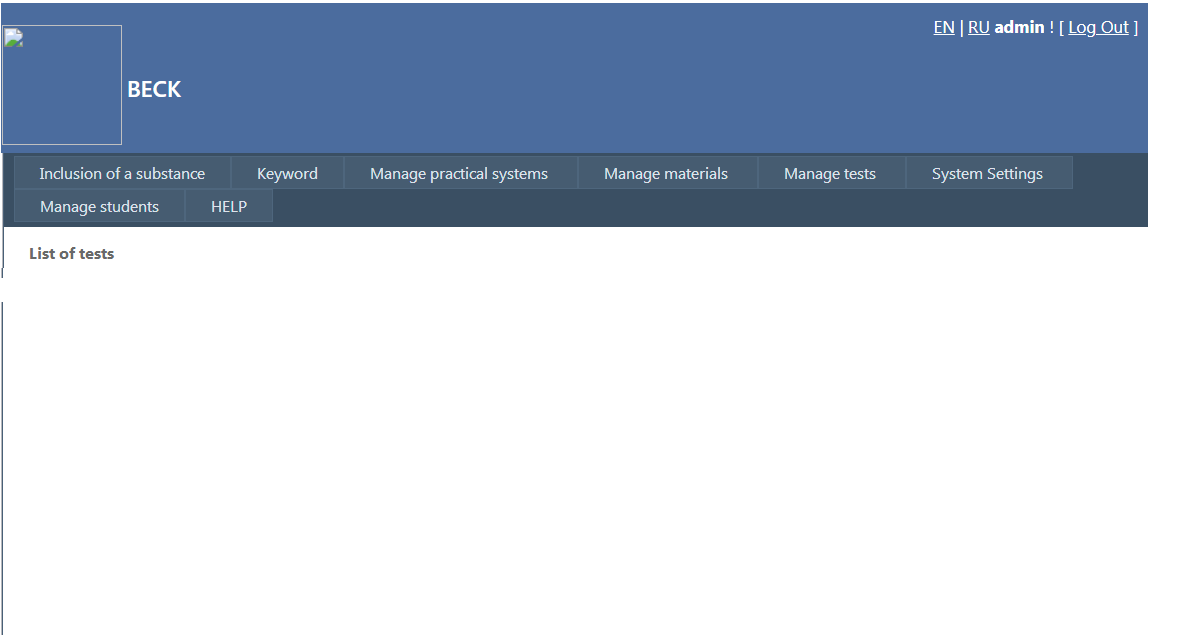 EN | RU admin ! [ Log Out ]
BECK
Inclusion of a substance Keyword Manage practical systems Manage materials Manage tests System Settings
Manage students HELP
List of tests